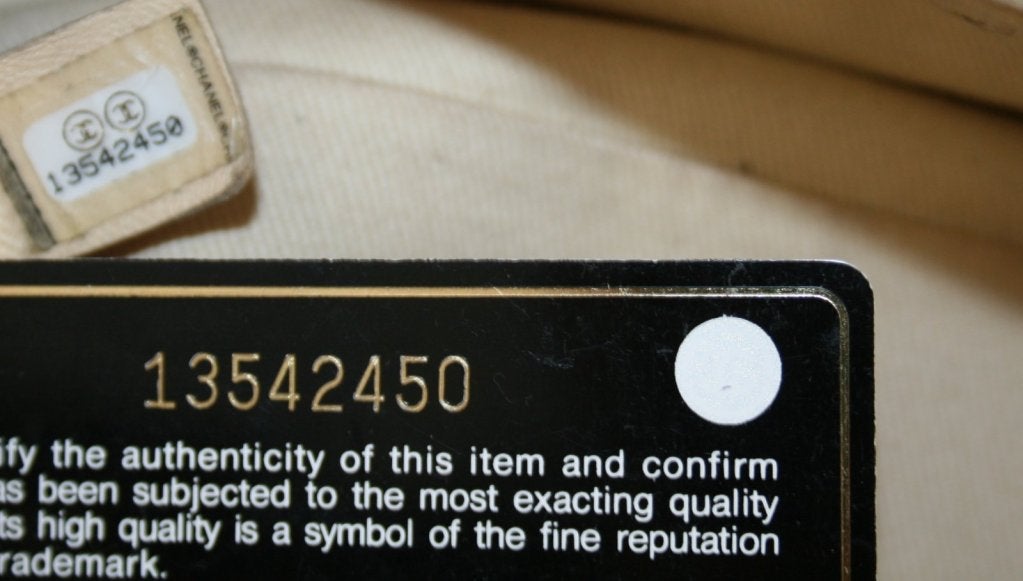 NEL®CHANEL®
13542450
13542450
ify the authenticity of this item and confirm
as been subjected to the most exacting quality
ts high quality is a symbol of the fine reputation
rademark.